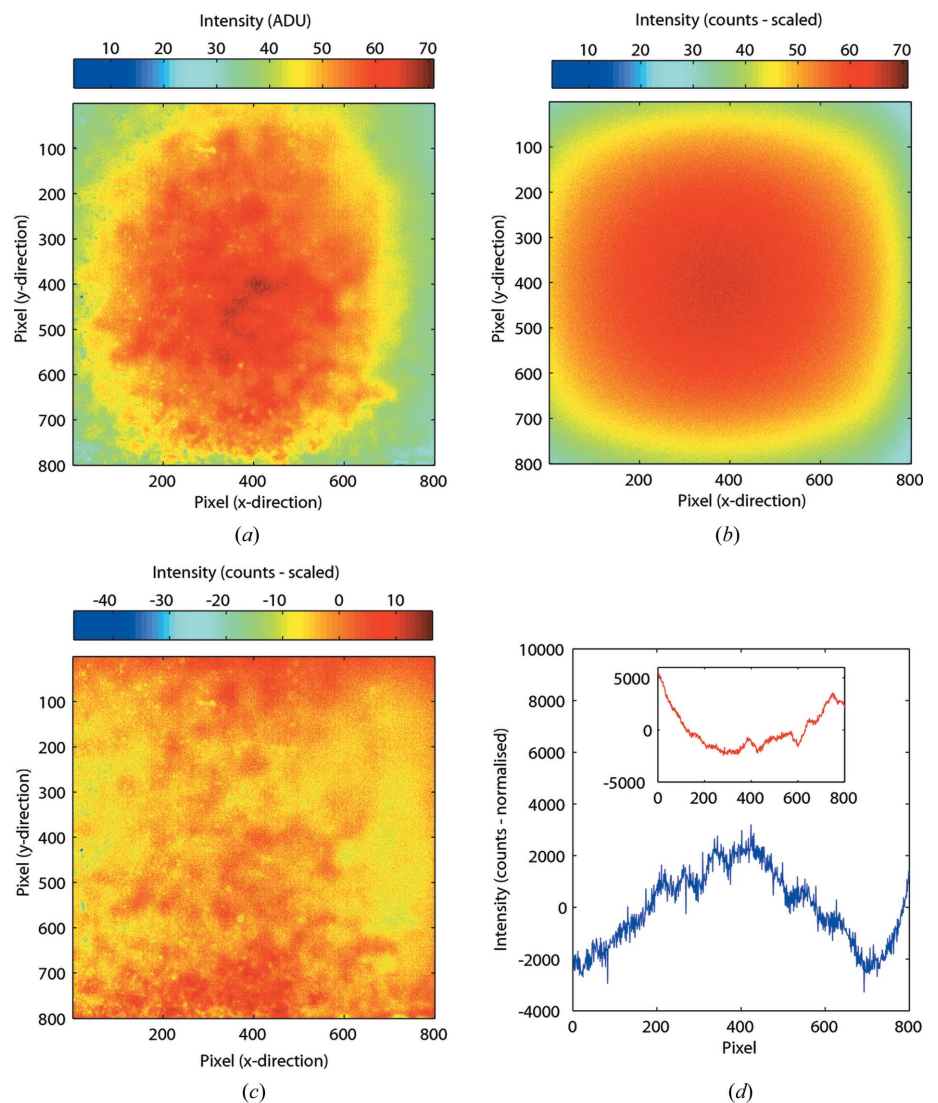 Intensity (ADU)
10 20 30 40 50 60 70
Pixel (y-direction)
100
200
300
400
500
600
700
800
200 400 600 800
Pixel (x-direction)
(a)
Intensity (counts - scaled)
10 20 30 40 50 60 70
Pixel (y-direction)
100
200
300
400
500
600
700
800
200 400 600 800
Pixel (x-direction)
(b)
Intensity (counts - scaled)
-40 -30 -20 -10 0 10
Pixel (y-direction)
100
200
300
400
500
600
700
800
200 400 600 800
Pixel (x-direction)
(c)
Intensity (counts - normalised)
10000
8000
6000
4000
2000
0
-2000
-4000
5000
0
-5000
0 200 400 600 800
0 200 400 600 800
Pixel
(d)